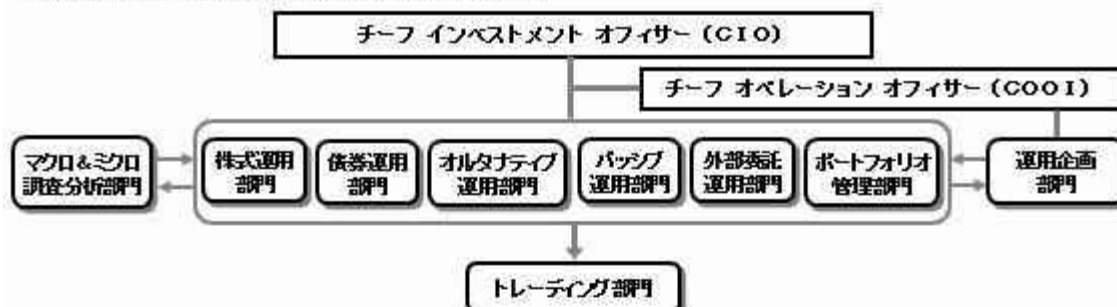 チーフ インベストメント オフィサー (CIO)
チーフ オペレーション オフィサー (COOI)
マクロ&ミクロ
調査分析部門
株式運用
部門
債券運用
部門
オルタナティブ
運用部門
パッシブ
運用部門
外部委託
運用部門
ポートフォリオ
管理部門
運用企画
部門
トレーディング部門